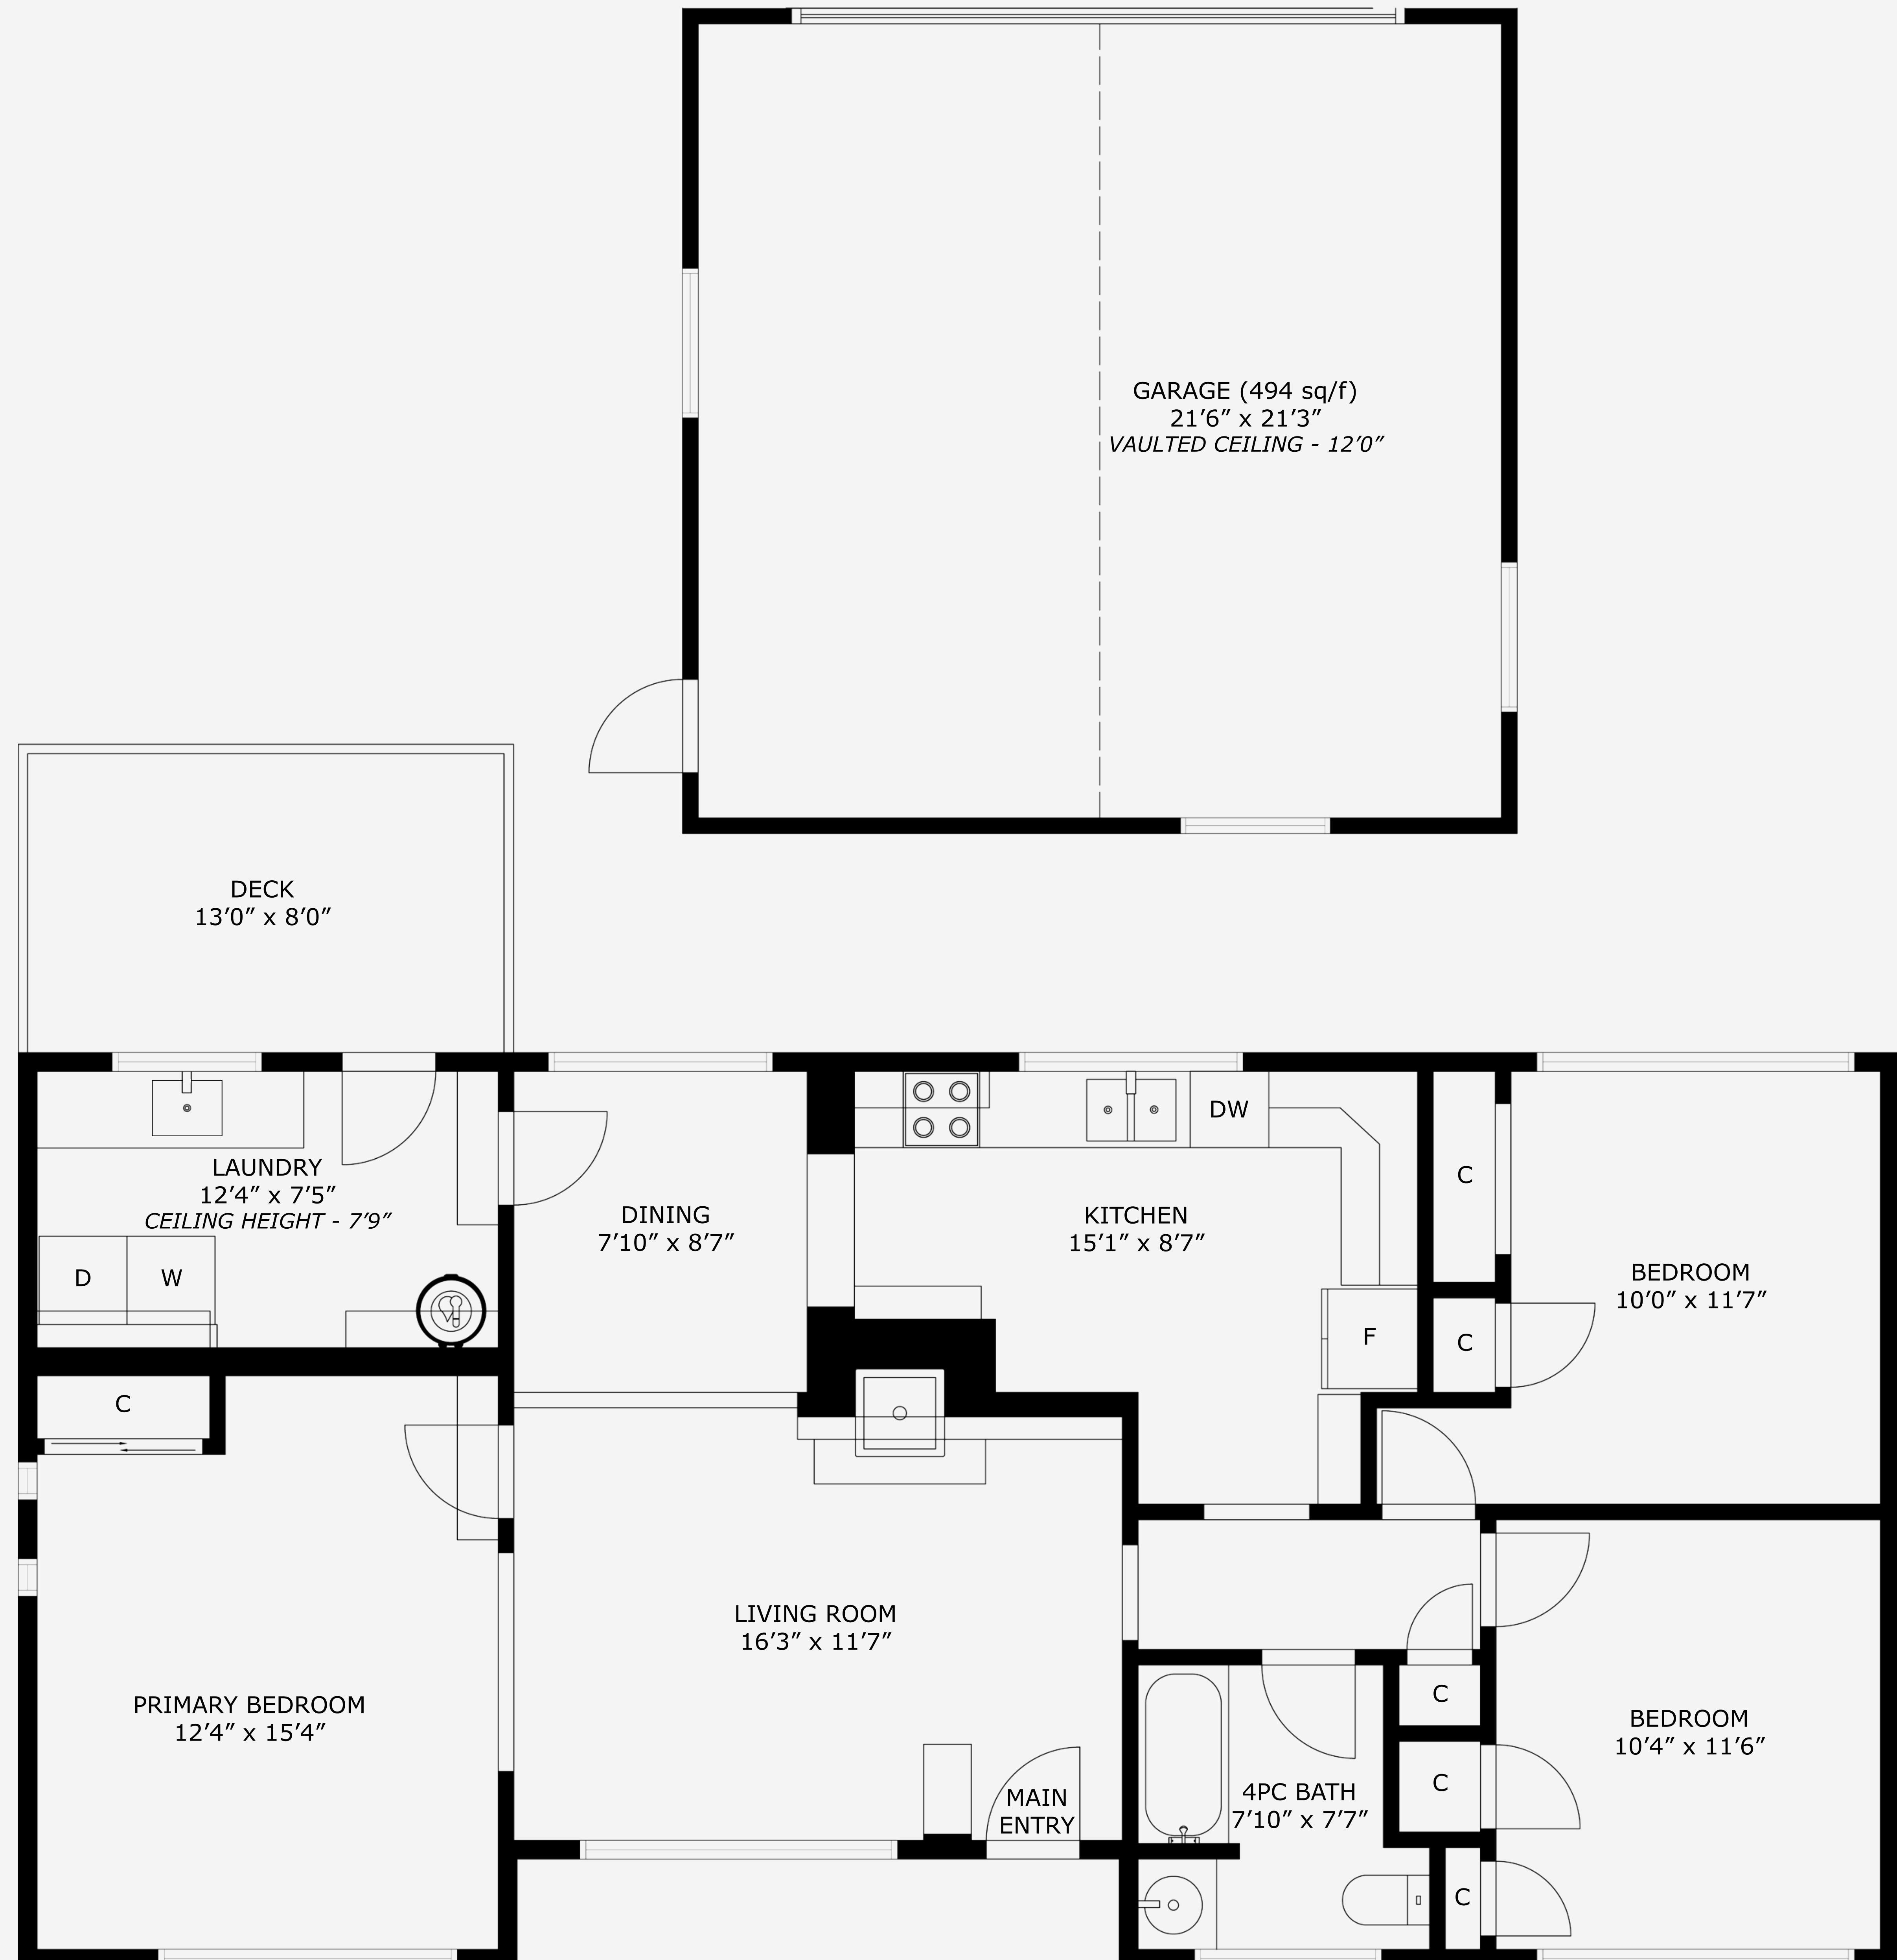 GARAGE (494 sq/f)
21’6” x 21’3”
VAULTED CEILING - 12’0”
DECK
13’0” x 8’0”
LAUNDRY
12’4” x 7’5”
CEILING HEIGHT - 7’9”
D
W
DINING
7’10” x 8’7”
KITCHEN
15’1” x 8’7”
DW
F
C
C
BEDROOM
10’0” x 11’7”
C
PRIMARY BEDROOM
12’4” x 15’4”
LIVING ROOM
16’3” x 11’7”
MAIN
ENTRY
4PC BATH
7’10” x 7’7”
C
C
C
BEDROOM
10’4” x 11’6”